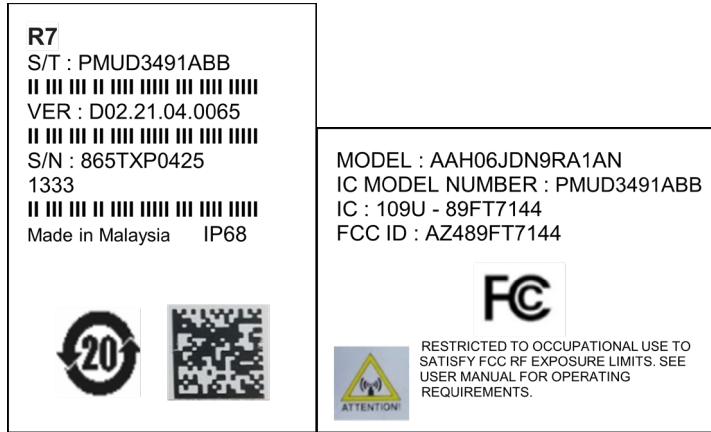 R7
S/T : PMUD3491ABB
VER : D02.21.04.0065
S/N : 865TXP0425
1333
Made in Malaysia IP68
20
MODEL : AAH06JDN9RA1AN
IC MODEL NUMBER : PMUD3491ABB
IC : 109U - 89FT7144
FCC ID : AZ489FT7144
FC
ATTENTION!
RESTRICTED TO OCCUPATIONAL USE TO
SATISFY FCC RF EXPOSURE LIMITS. SEE
USER MANUAL FOR OPERATING
REQUIREMENTS.